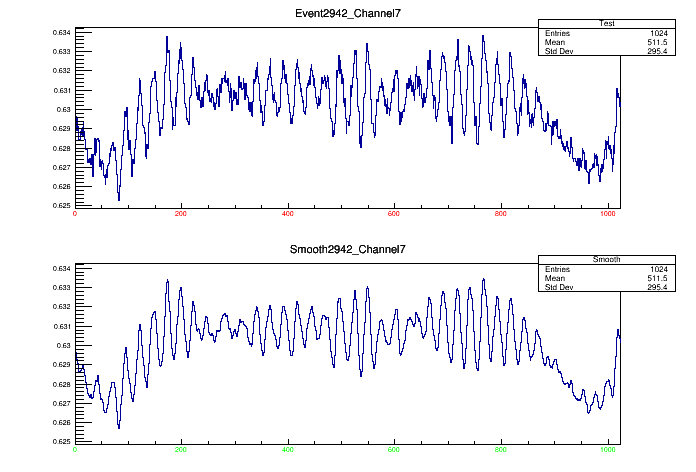 Event2942_Channel7
Test
Entries 1024
Mean 511.5
Std Dev 295.4
0.634
0.633
0.632
0.631
0.63
0.629
0.628
0.627
0.626
0.625
0 200 400 600 800 1000
Smooth2942_Channel7
Smooth
Entries 1024
Mean 511.5
Std Dev 295.4
0.634
0.633
0.632
0.631
0.63
0.629
0.628
0.627
0.626
0.625
0 200 400 600 800 1000